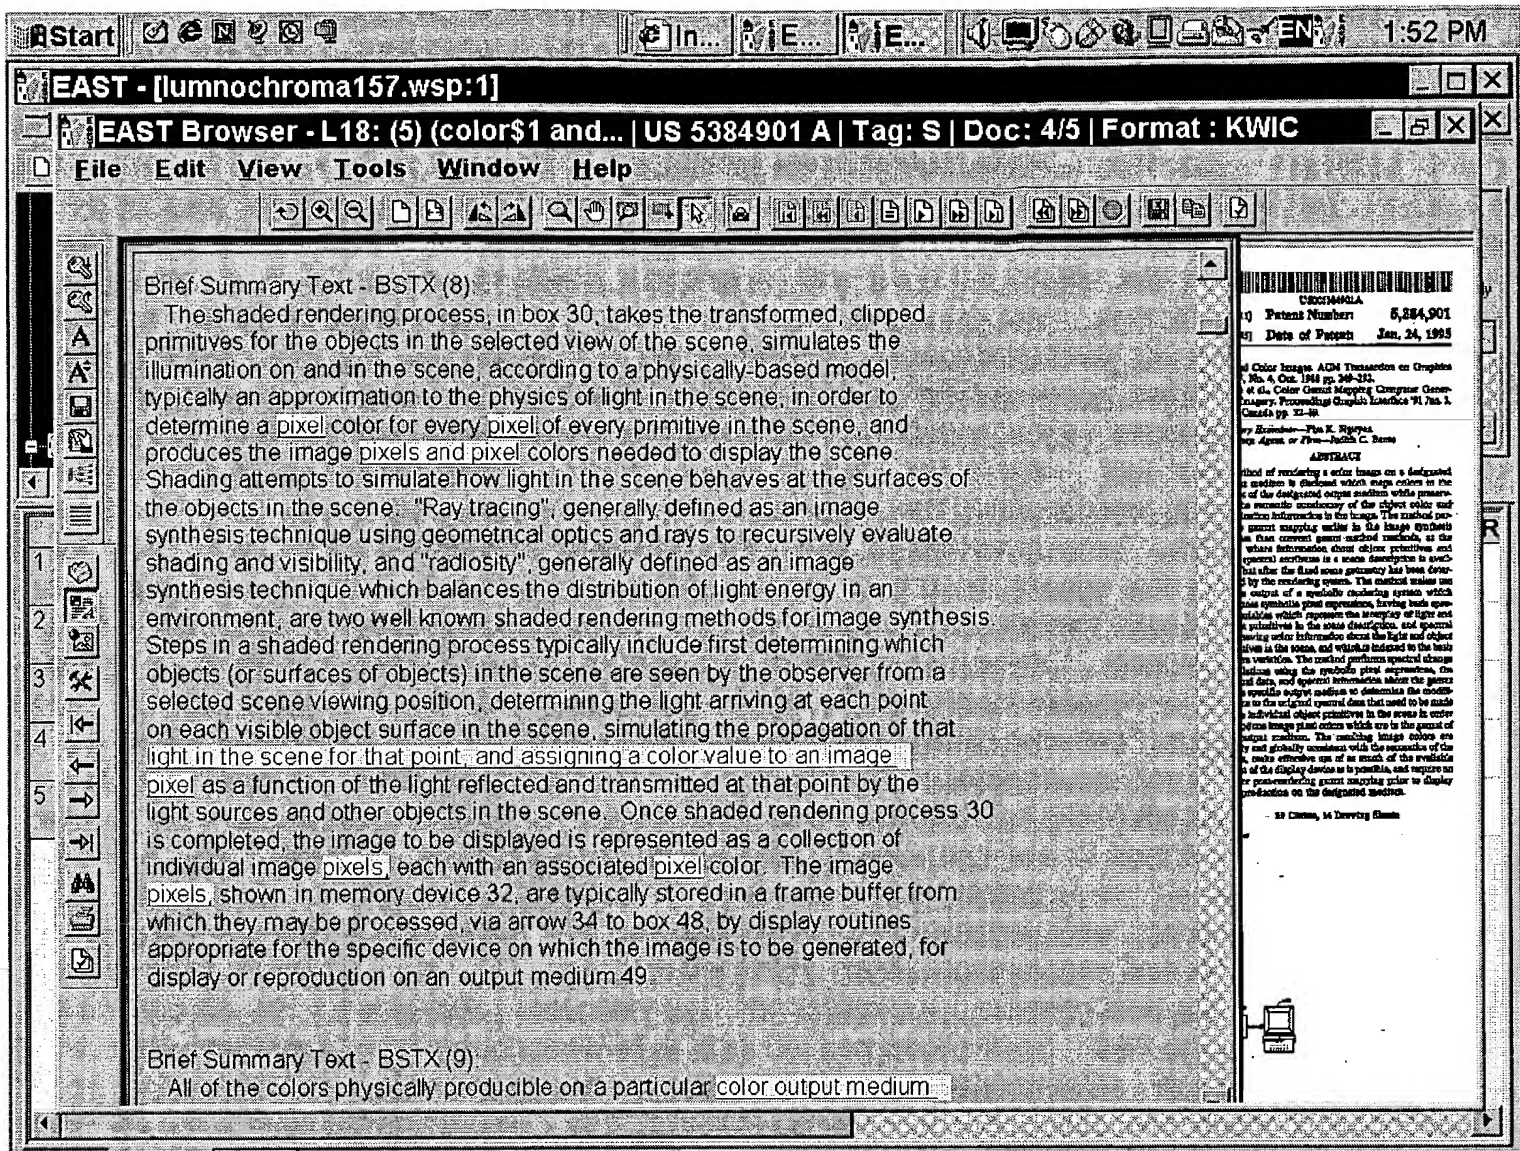 Start
In...
E...
E...
EN
1:52 PM
EAST - [lumnochroma157.wsp:1]
EAST Browser - L18: (5) (color$1 and... | US 5384901 A | Tag: S | Doc: 4/5 | Format : KWIC
File Edit View Tools Window Help
Brief Summary Text - BSTX (8):
The shaded rendering process, in box 30, takes the transformed, clipped
primitives for the objects in the selected view of the scene, simulates the
illumination on and in the scene, according to a physically-based model,
typically an approximation to the physics of light in the scene, in order to
determine a pixel color for every pixel of every primitive in the scene, and
produces the image pixels and pixel colors needed to display the scene.
Shading attempts to simulate how light in the scene behaves at the surfaces of
the objects in the scene. "Ray tracing", generally defined as an image
synthesis technique using geometrical optics and rays to recursively evaluate
shading and visibility, and "radiosity", generally defined as an image
synthesis technique which balances the distribution of light energy in an
environment, are two well known shaded rendering methods for image synthesis.
Steps in a shaded rendering process typically include first determining which
objects (or surfaces of objects) in the scene are seen by the observer from a
selected scene viewing position, determining the light arriving at each point
on each visible object surface in the scene, simulating the propagation of that
light in the scene for that point, and assigning a color value to an image
pixel as a function of the light reflected and transmitted at that point by the
light sources and other objects in the scene. Once shaded rendering process 30
is completed, the image to be displayed is represented as a collection of
individual image pixels, each with an associated pixel color. The image
pixels, shown in memory device 32, are typically stored in a frame buffer from
which they may be processed, via arrow 34 to box 48, by display routines
appropriate for the specific device on which the image is to be generated, for
display or reproduction on an output medium 49.
Brief Summary Text - BSTX (9):
All of the colors physically producible on a particular color output medium
1
2
3
4
5
R
Patent Number: 5,384,901
Date of Patent: Jan. 24, 1995
ABSTRACT